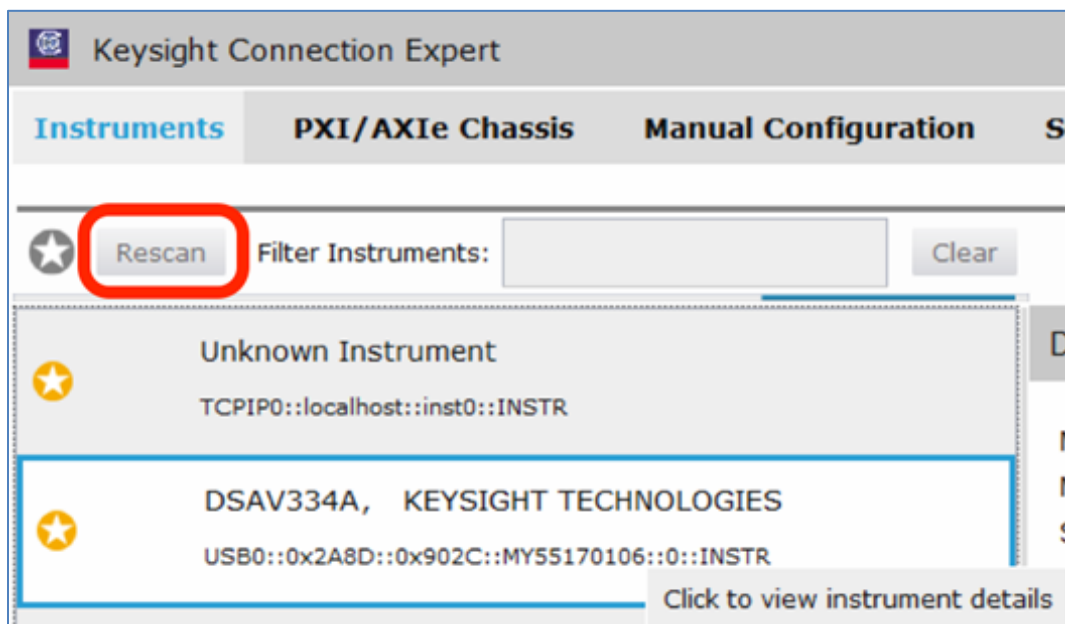 Keysight Connection Expert
Instruments PXI/AXIe Chassis Manual Configuration S
Rescan Filter Instruments: Clear
Unknown Instrument
TCPIP0::localhost::inst0::INSTR
DSAV334A, KEYSIGHT TECHNOLOGIES
USB0::0x2A8D::0x902C::MY55170106::0::INSTR
Click to view instrument details